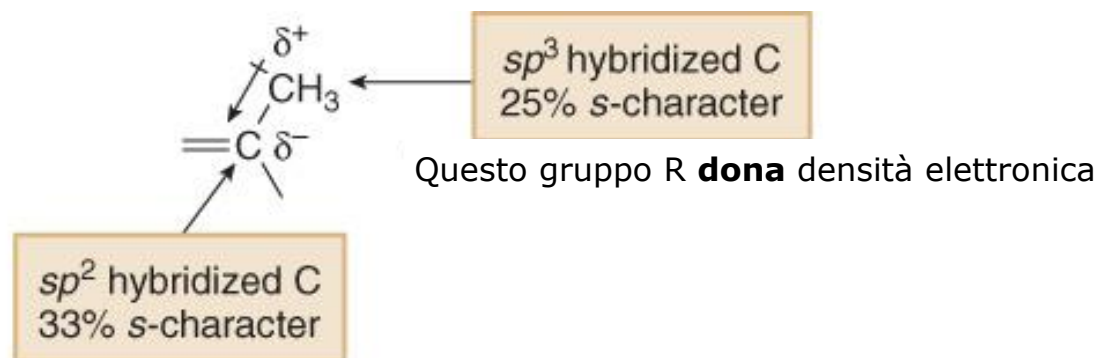 δ+
CH3
=C δ−
sp3 hybridized C
25% s-character
Questo gruppo R dona densità elettronica
sp2 hybridized C
33% s-character